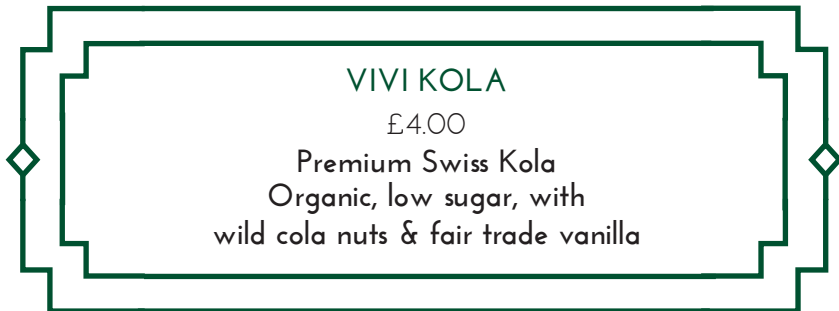 VIVI KOLA
£4.00
Premium Swiss Kola
Organic, low sugar, with
wild cola nuts & fair trade vanilla